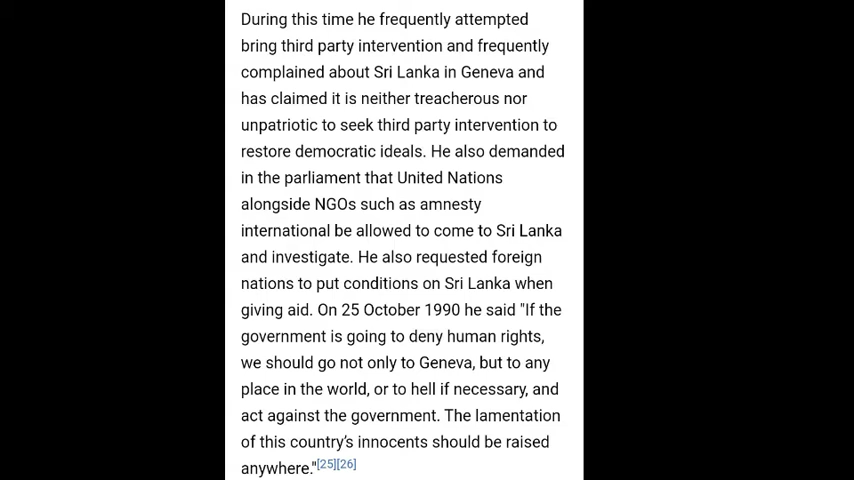 During this time he frequently attempted
bring third party intervention and frequently
complained about Sri Lanka in Geneva and
has claimed it is neither treacherous nor
unpatriotic to seek third party intervention to
restore democratic ideals. He also demanded
in the parliament that United Nations
alongside NGOs such as amnesty
international be allowed to come to Sri Lanka
and investigate. He also requested foreign
nations to put conditions on Sri Lanka when
giving aid. On 25 October 1990 he said "If the
government is going to deny human rights,
we should go not only to Geneva, but to any
place in the world, or to hell if necessary, and
act against the government. The lamentation
of this country’s innocents should be raised
anywhere."[25][26]